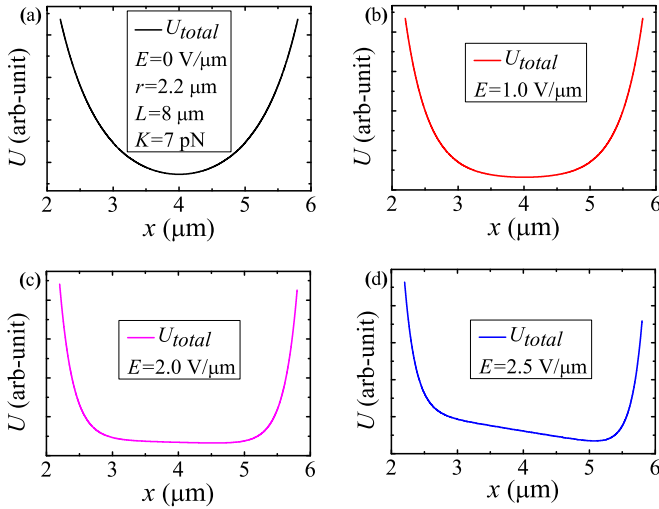 (a)
U_total
E=0 V/μm
r=2.2 μm
L=8 μm
K=7 pN
U (arb-unit)
2 3 4 5 6
x (μm)
(b)
U_total
E=1.0 V/μm
U (arb-unit)
2 3 4 5 6
x (μm)
(c)
U_total
E=2.0 V/μm
U (arb-unit)
2 3 4 5 6
x (μm)
(d)
U_total
E=2.5 V/μm
U (arb-unit)
2 3 4 5 6
x (μm)